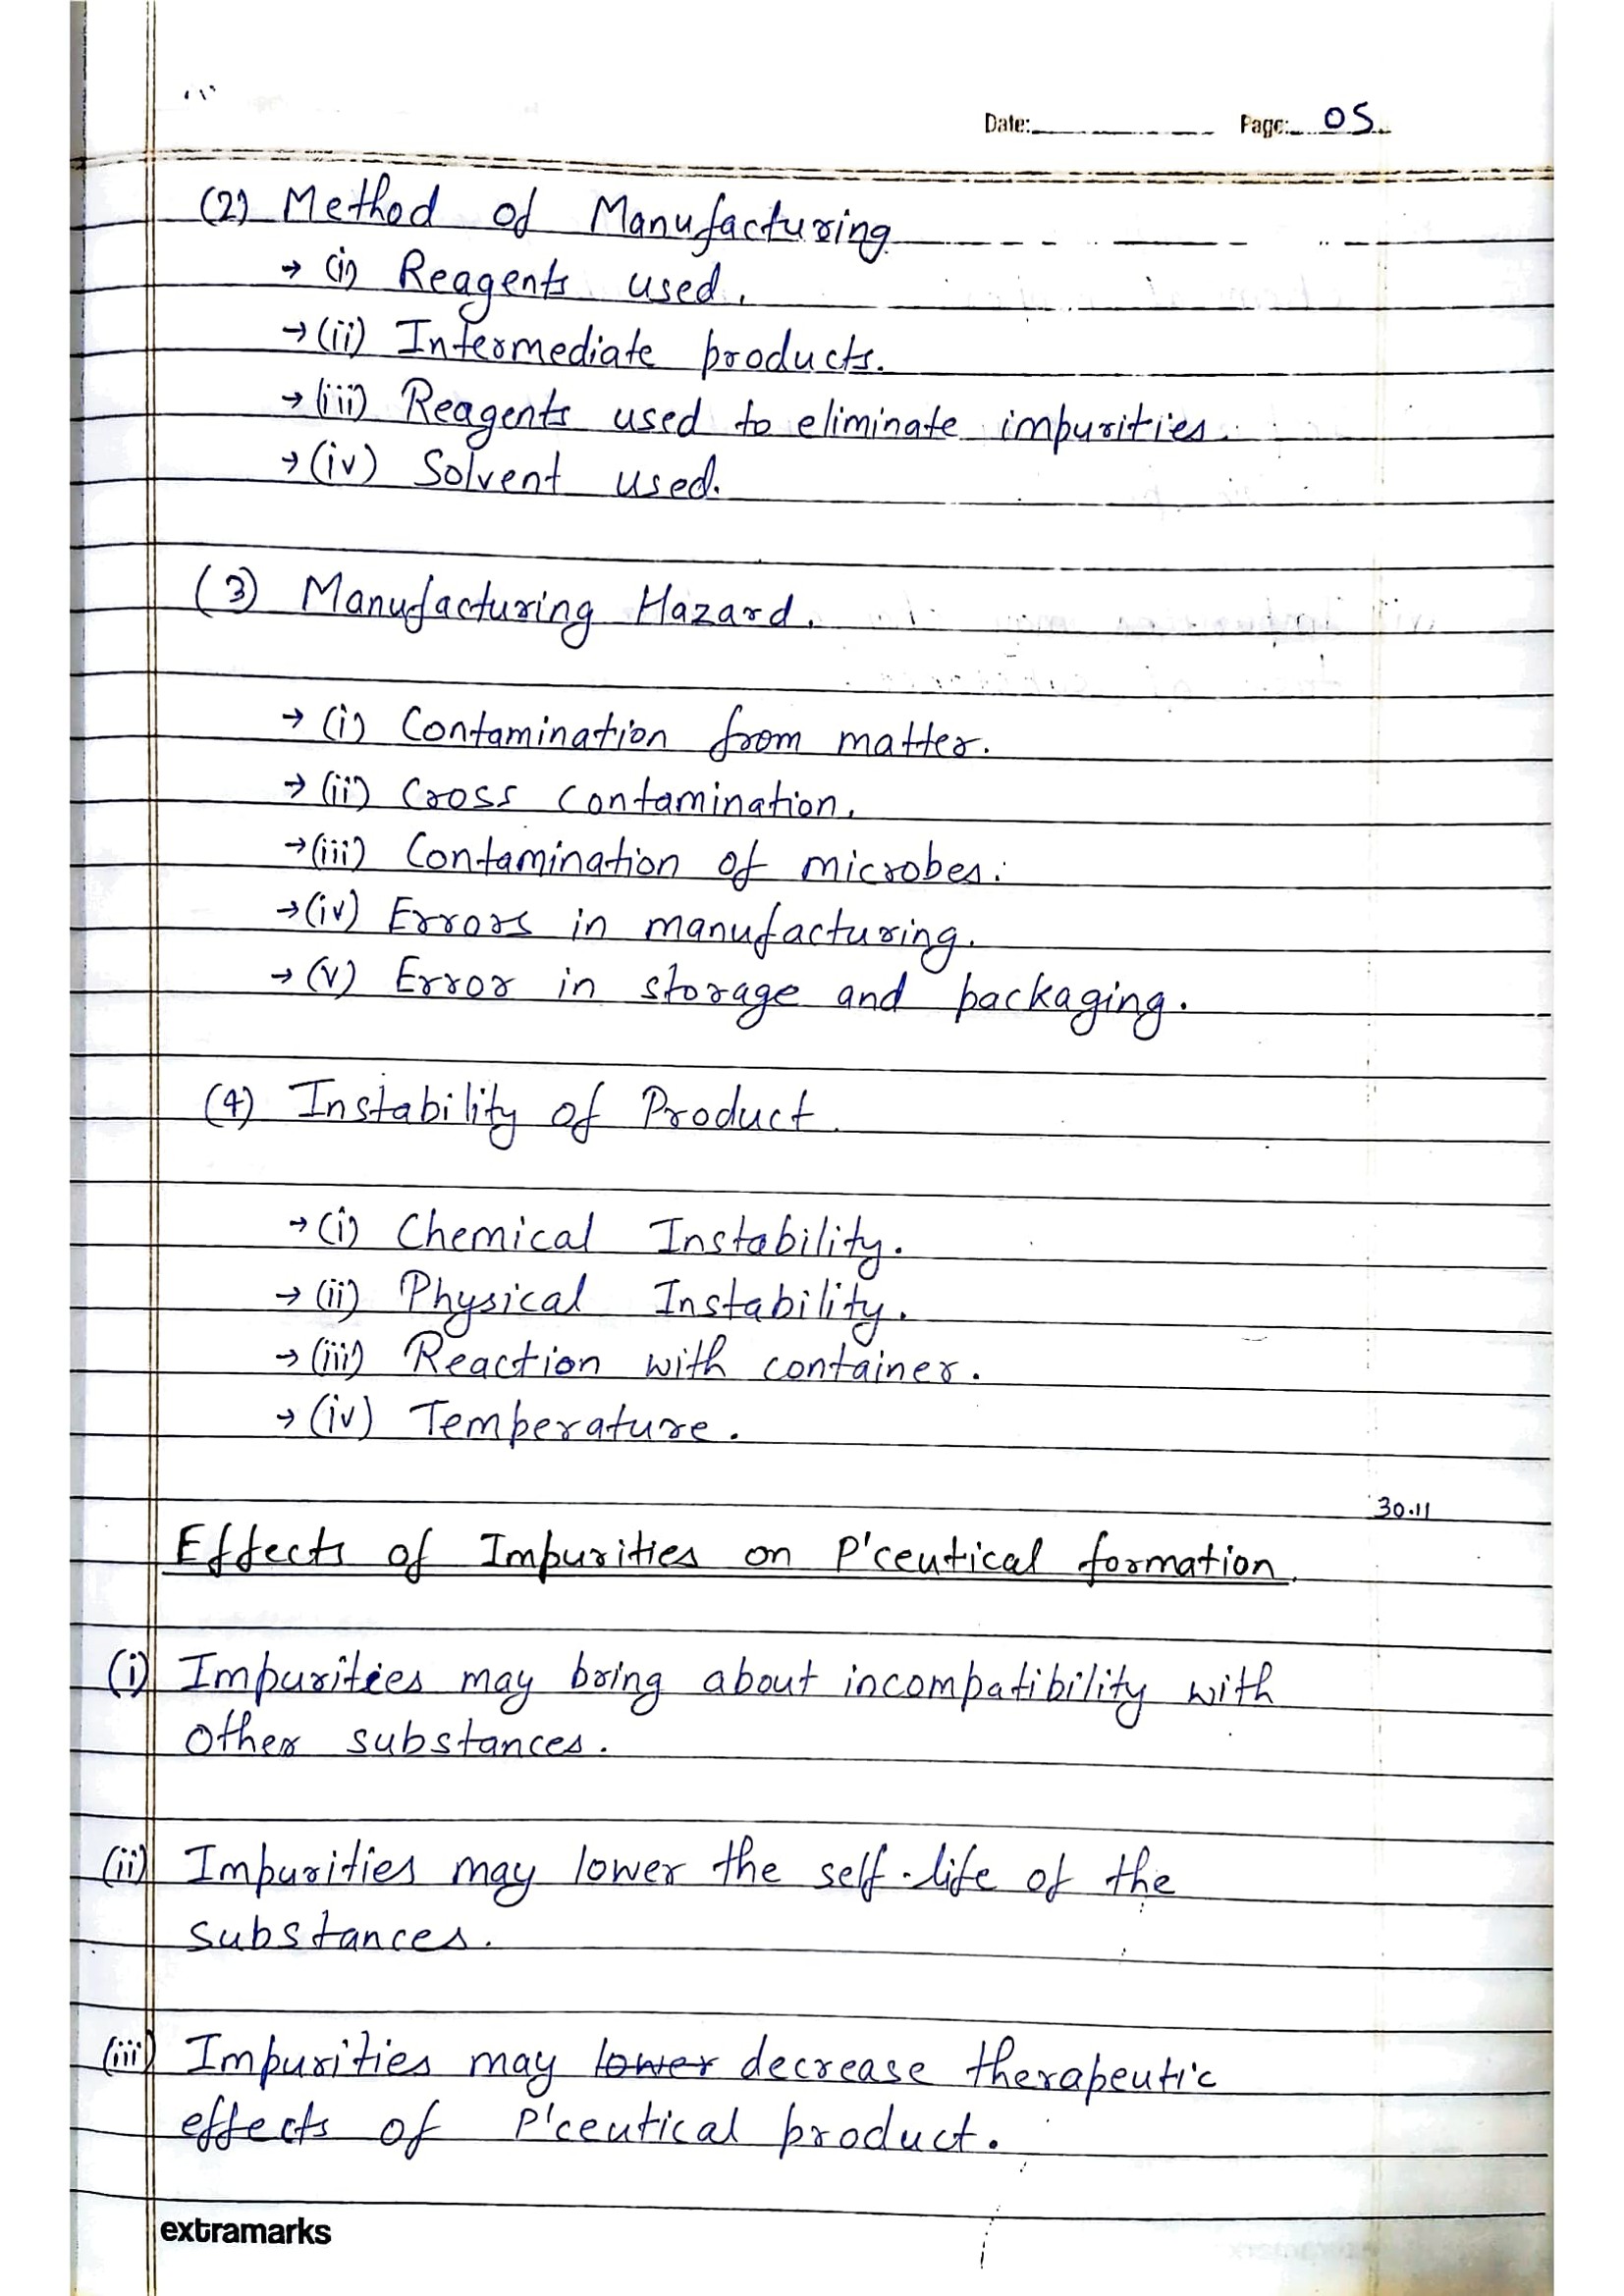 Date: Page: 05
(2) Method of Manufacturing
→ (i) Reagents used.
→ (ii) Intermediate products.
→ (iii) Reagents used to eliminate impurities.
→ (iv) Solvent used.
(3) Manufacturing Hazard.
→ (i) Contamination from matter.
→ (ii) Cross Contamination.
→ (iii) Contamination of microbes.
→ (iv) Errors in manufacturing.
→ (v) Error in storage and packaging.
(4) Instability of Product.
→ (i) Chemical Instability.
→ (ii) Physical Instability.
→ (iii) Reaction with container.
→ (iv) Temperature.
30.11
Effects of Impurities on P'ceutical formation.
(i) Impurities may bring about incompatibility with
other substances.
(ii) Impurities may lower the self-life of the
substances.
(iii) Impurities may lower decrease therapeutic
effects of P'ceutical product.
extramarks